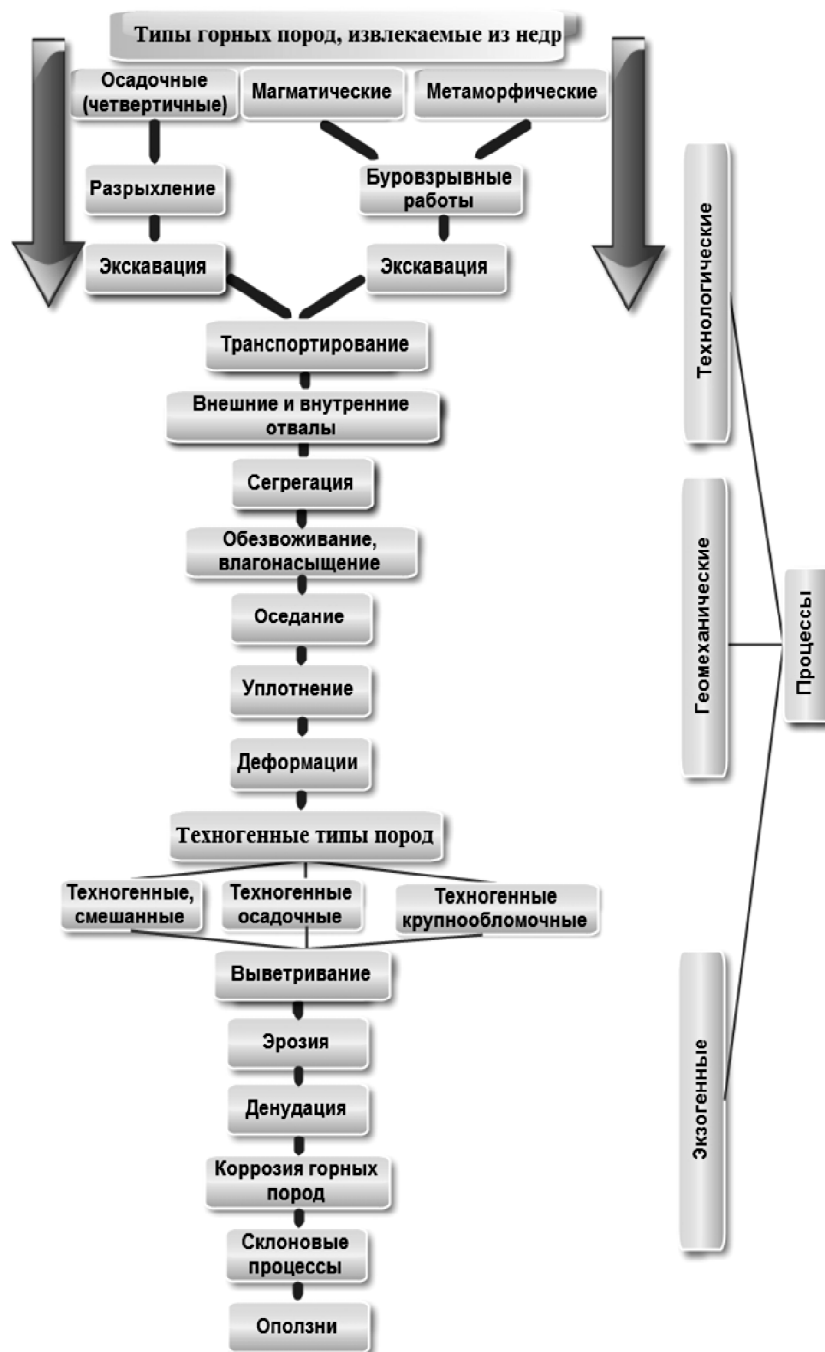 Типы горных пород, извлекаемые из недр
Осадочные
(четвертичные)
Магматические
Метаморфические
Разрыхление
Буровзрывные
работы
Экскавация
Экскавация
Транспортирование
Внешние и внутренние
отвалы
Сегрегация
Обезвоживание,
влагонасыщение
Оседание
Уплотнение
Деформации
Техногенные типы пород
Техногенные,
смешанные
Техногенные
осадочные
Техногенные
крупнообломочные
Выветривание
Эрозия
Денудация
Коррозия горных
пород
Склоновые
процессы
Оползни
Технологические
Геомеханические
Экзогенные
Процессы